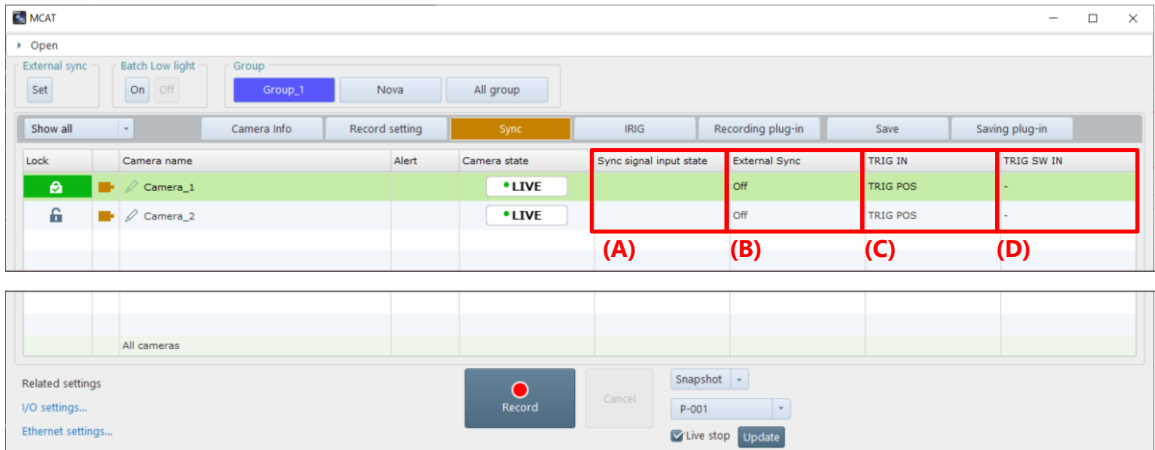 MCAT
Open
External sync Batch Low light Group
Set On Off Group_1 Nova All group
Show all Camera Info Record setting Sync IRIG Recording plug-in Save Saving plug-in
Lock Camera name Alert Camera state Sync signal input state External Sync TRIG IN TRIG SW IN
Camera_1 LIVE Off TRIG POS -
Camera_2 LIVE Off TRIG POS -
(A) (B) (C) (D)
All cameras
Related settings
I/O settings...
Ethernet settings...
Record
Cancel
Snapshot
P-001
Live stop Update